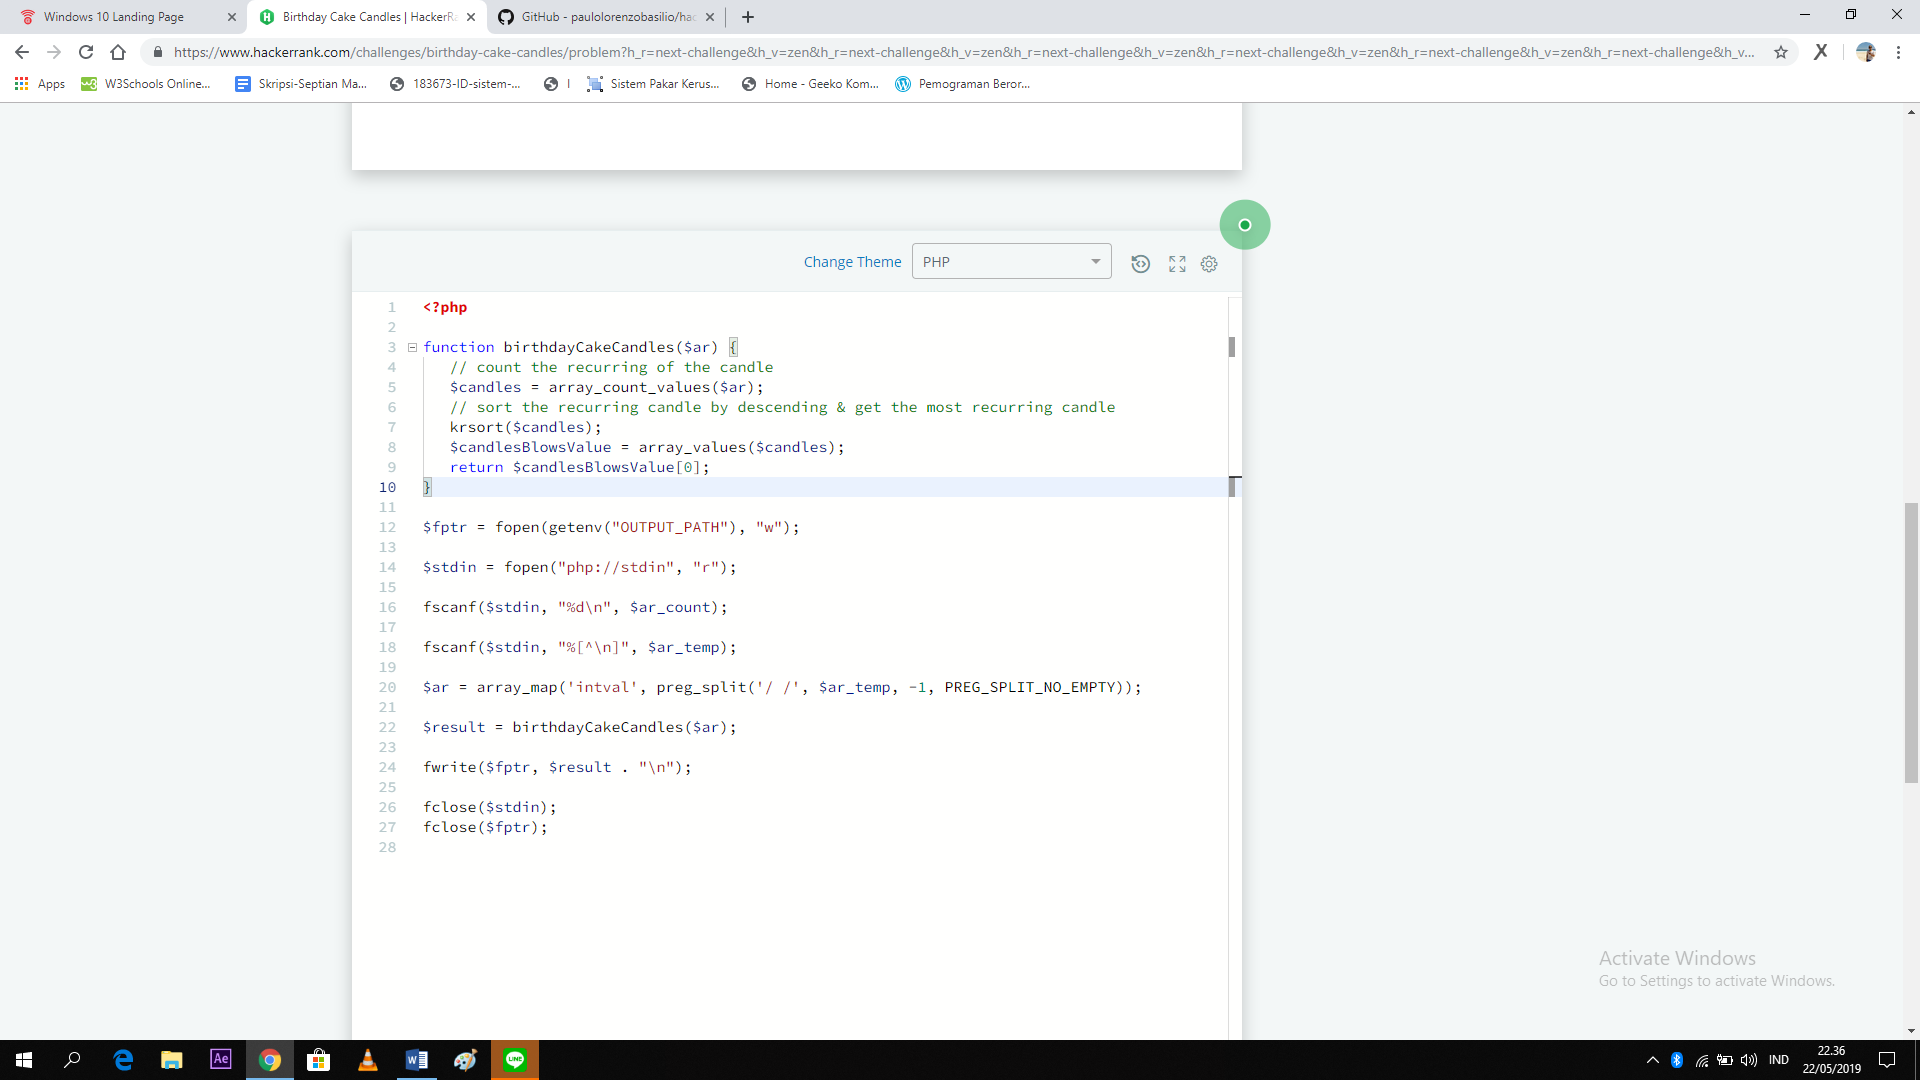 Windows 10 Landing Page
Birthday Cake Candles | HackerRa
GitHub - paulolorenzobasilio/hac
https://www.hackerrank.com/challenges/birthday-cake-candles/problem?h_r=next-challenge&h_v=zen&h_r=next-challenge&h_v=zen&h_r=next-challenge&h_v=zen&h_r=next-challenge&h_v=zen&h_r=next-challenge&h_v=zen&h_r=next-challenge&h_v=zen&h_r=next-challenge&h_v...
Apps
W3Schools Online...
Skripsi-Septian Ma...
183673-ID-sistem-...
I
Sistem Pakar Kerus...
Home - Geeko Kom...
Pemograman Beror...
Change Theme
PHP
1 <?php
2
3 function birthdayCakeCandles($ar) {
4 // count the recurring of the candle
5 $candles = array_count_values($ar);
6 // sort the recurring candle by descending & get the most recurring candle
7 krsort($candles);
8 $candlesBlowsValue = array_values($candles);
9 return $candlesBlowsValue[0];
10 }
11
12 $fptr = fopen(getenv("OUTPUT_PATH"), "w");
13
14 $stdin = fopen("php://stdin", "r");
15
16 fscanf($stdin, "%d\n", $ar_count);
17
18 fscanf($stdin, "%[^\n]", $ar_temp);
19
20 $ar = array_map('intval', preg_split('/ /', $ar_temp, -1, PREG_SPLIT_NO_EMPTY));
21
22 $result = birthdayCakeCandles($ar);
23
24 fwrite($fptr, $result . "\n");
25
26 fclose($stdin);
27 fclose($fptr);
28
Activate Windows
Go to Settings to activate Windows.
Ae
LINE
IND
22.36
22/05/2019